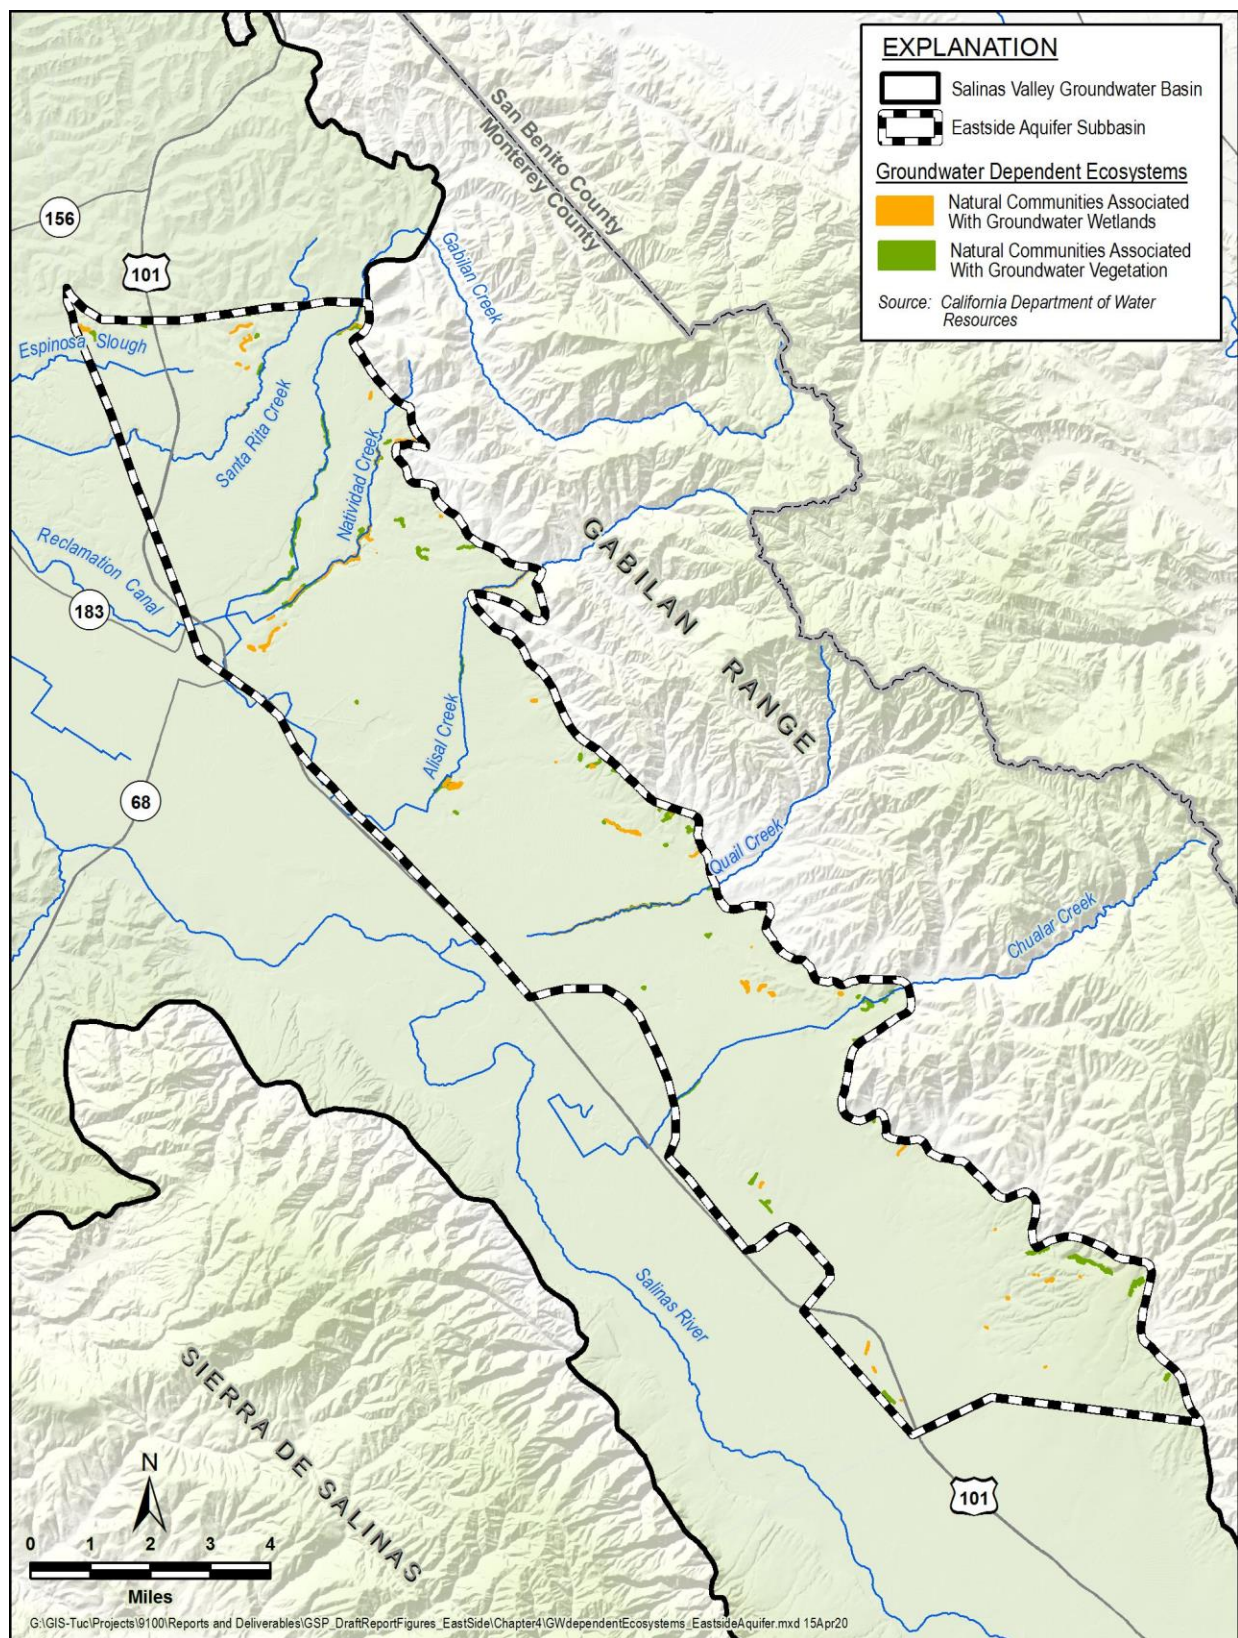 EXPLANATION
Salinas Valley Groundwater Basin
Eastside Aquifer Subbasin
Groundwater Dependent Ecosystems
Natural Communities Associated
With Groundwater Wetlands
Natural Communities Associated
With Groundwater Vegetation
Source: California Department of Water
Resources
San Benito County
Monterey County
156
101
Gabilan Creek
Espinosa Slough
Santa Rita Creek
Natividad Creek
Reclamation Canal
183
GABILAN RANGE
Alisal Creek
68
Quail Creek
Chualar Creek
Salinas River
SIERRA DE SALINAS
101
N
0 1 2 3 4
Miles
G:\GIS-Tuc\Projects\9100\Reports and Deliverables\GSP_DraftReportFigures_EastSide\Chapter4\GWdependentEcosystems_EastsideAquifer.mxd 15Apr20